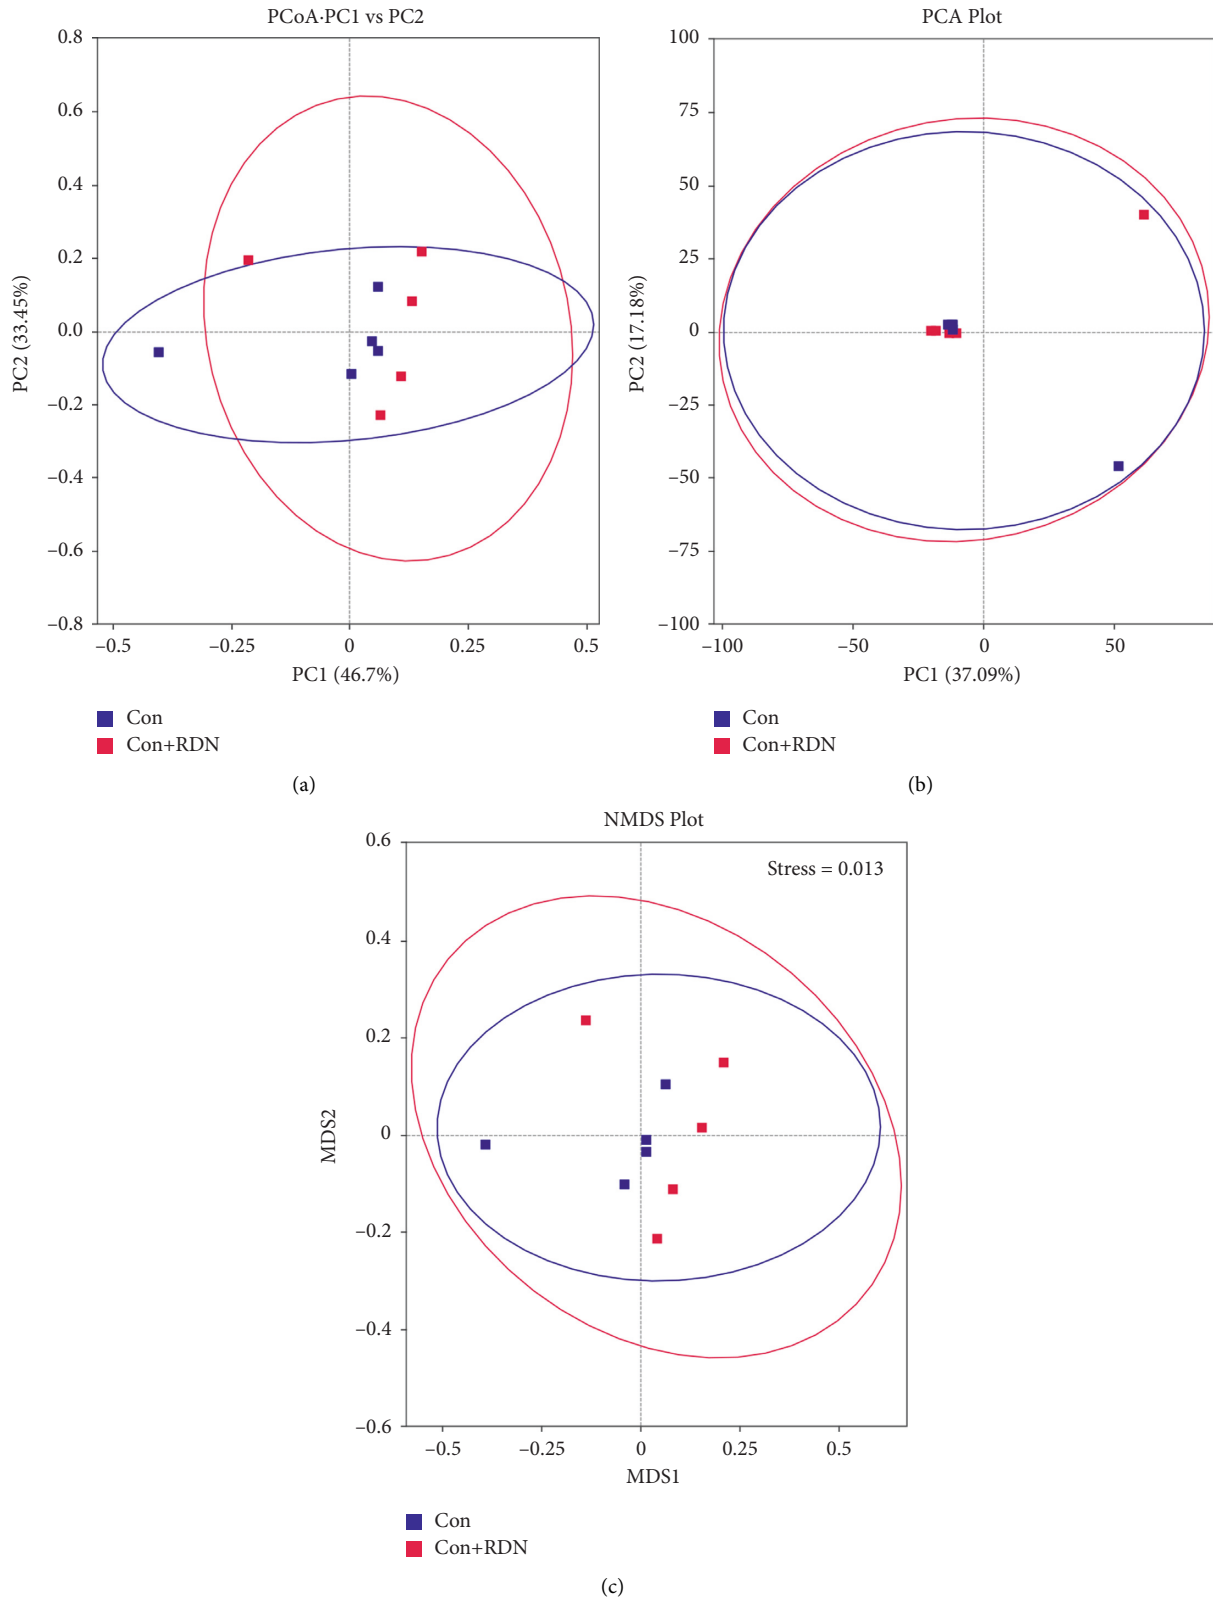 PCoA·PC1 vs PC2
0.8
0.6
0.4
0.2
0.0
−0.2
−0.4
−0.6
−0.8
PC2 (33.45%)
−0.5
−0.25
0
0.25
0.5
PC1 (46.7%)
Con
Con+RDN
(a)
PCA Plot
100
75
50
25
0
−25
−50
−75
−100
PC2 (17.18%)
−100
−50
0
50
PC1 (37.09%)
Con
Con+RDN
(b)
NMDS Plot
Stress = 0.013
0.6
0.4
0.2
0
−0.2
−0.4
−0.6
MDS2
−0.5
−0.25
0
0.25
0.5
MDS1
Con
Con+RDN
(c)